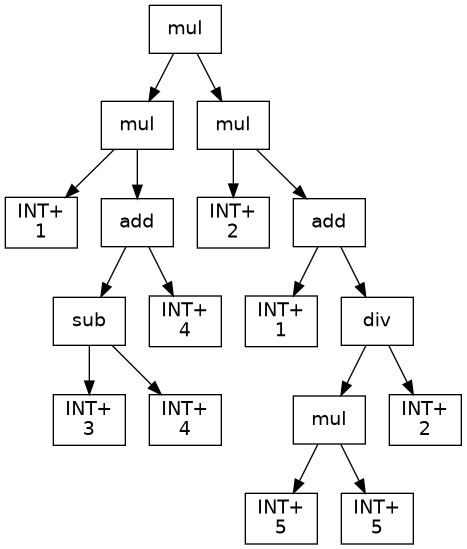 mul
mul
mul
INT+
1
add
INT+
2
add
sub
INT+
4
INT+
1
div
INT+
3
INT+
4
mul
INT+
2
INT+
5
INT+
5